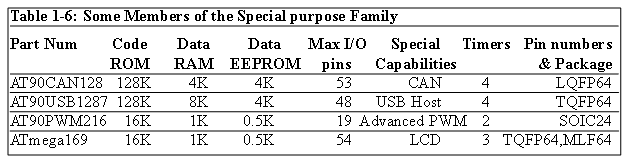 Table 1-6: Some Members of the Special purpose Family
Part Num Code Data Data Max I/O Special Timers Pin numbers
ROM RAM EEPROM pins Capabilities & Package
AT90CAN128 128K 4K 4K 53 CAN 4 LQFP64
AT90USB1287 128K 8K 4K 48 USB Host 4 TQFP64
AT90PWM216 16K 1K 0.5K 19 Advanced PWM 2 SOIC24
ATmega169 16K 1K 0.5K 54 LCD 3 TQFP64,MLF64